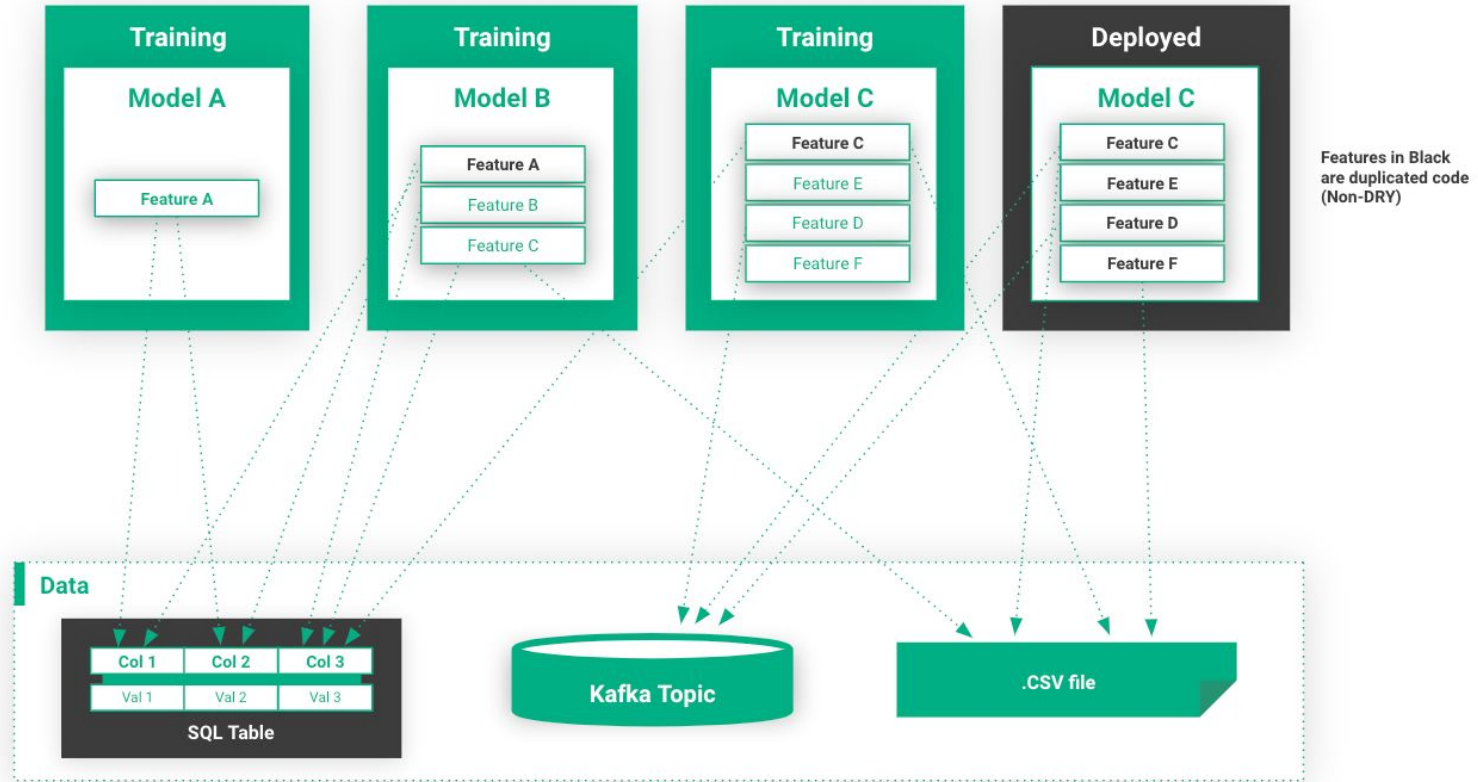 Training
Model A
Feature A
Training
Model B
Feature A
Feature B
Feature C
Training
Model C
Feature C
Feature E
Feature D
Feature F
Deployed
Model C
Feature C
Feature E
Feature D
Feature F
Features in Black
are duplicated code
(Non-DRY)
Data
Col 1 Col 2 Col 3
Val 1 Val 2 Val 3
SQL Table
Kafka Topic
.CSV file